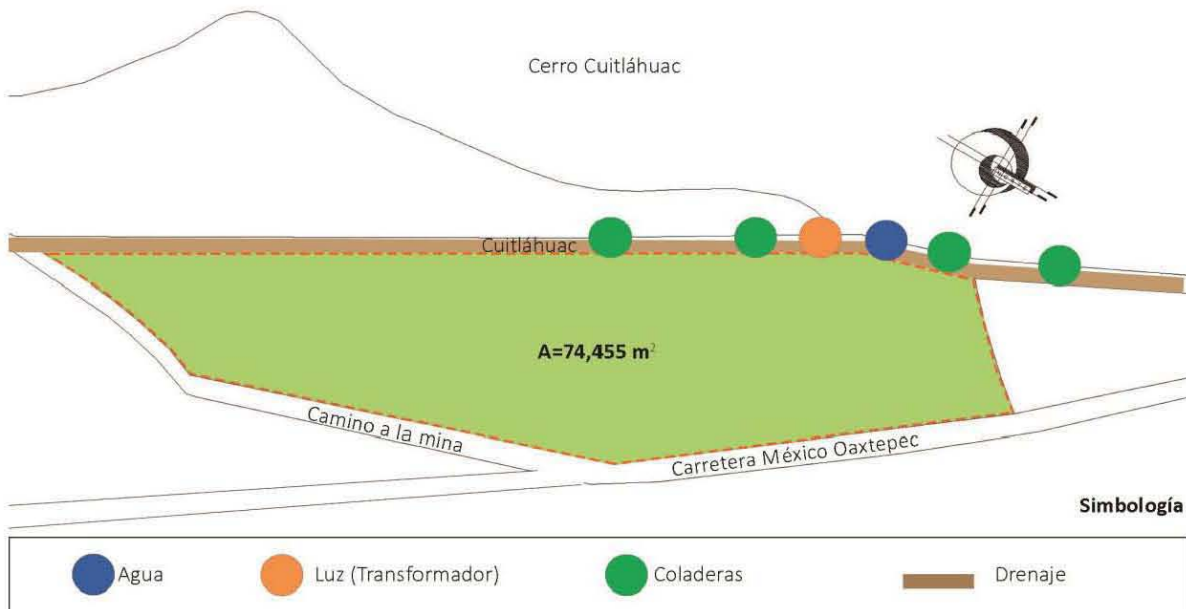 Cerro Cuitláhuac
Cuitláhuac
A=74,455 m²
Camino a la mina
Carretera México Oaxtepec
Simbología
Agua
Luz (Transformador)
Coladeras
Drenaje